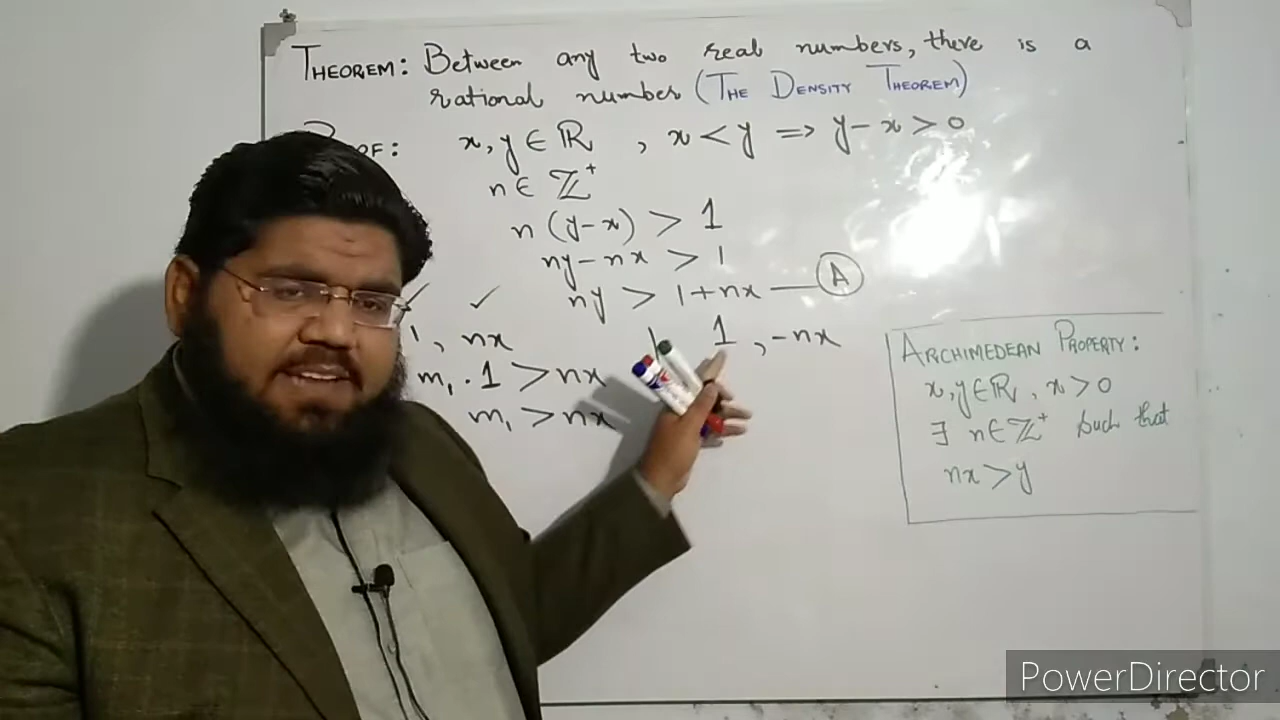 THEOREM: Between any two real numbers, there is a
rational number (THE DENSITY THEOREM)
OF: x, y ∈ ℝ , x < y ⇒ y - x > 0
n ∈ ℤ⁺
n (y-x) > 1
ny - nx > 1
ny > 1 + nx — A
✓ ✓
1, nx
m₁ . 1 > nx
m₁ > nx
1 , -nx
ARCHIMEDEAN PROPERTY:
x, y ∈ ℝ , x > 0
∃ n ∈ ℤ⁺ such that
nx > y
PowerDirector